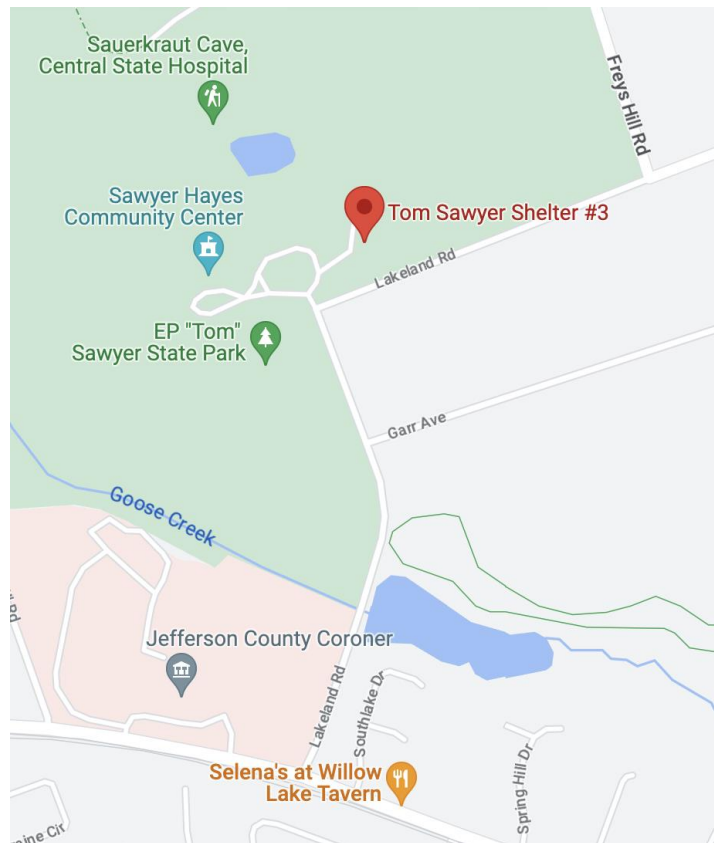 Sauerkraut Cave,
Central State Hospital
Freys Hill Rd
Sawyer Hayes
Community Center
Tom Sawyer Shelter #3
Lakeland Rd
EP "Tom"
Sawyer State Park
Garr Ave
Goose Creek
Jefferson County Coroner
Lakeland Rd
Southlake Dr
Selena's at Willow
Lake Tavern
Spring Hill Dr
Rd
Cir